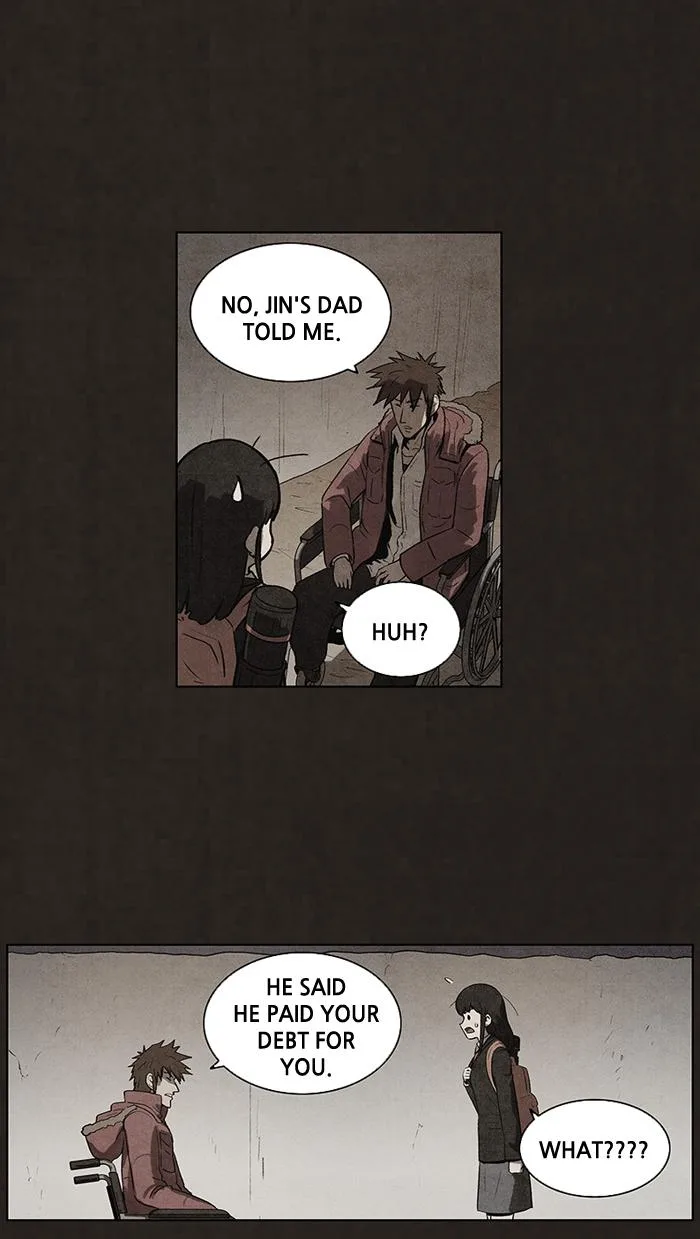 NO, JIN'S DAD
TOLD ME.
HUH?
HE SAID
HE PAID YOUR
DEBT FOR
YOU.
WHAT????